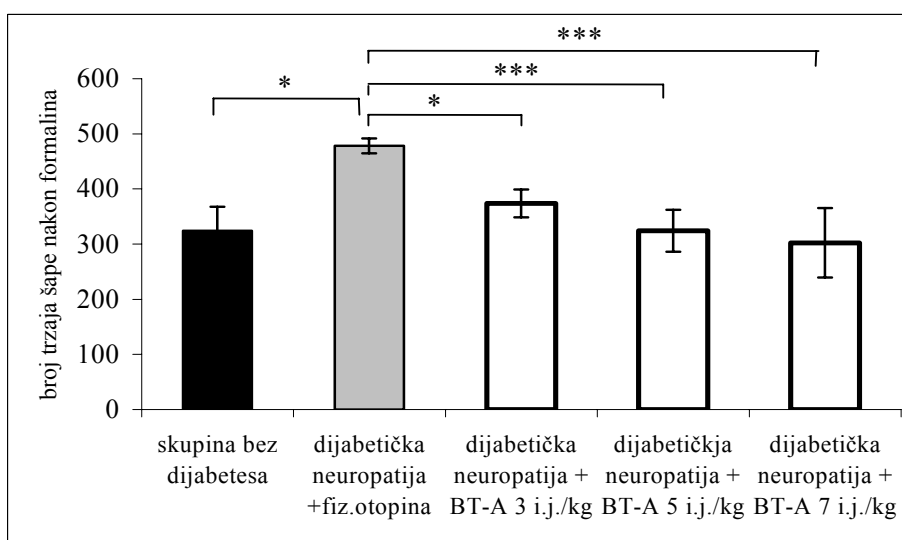 ***
***
*
*
600
500
400
300
200
100
0
broj trzaja šape nakon formalina
skupina bez
dijabetesa
dijabetička
neuropatija
+fiz.otopina
dijabetička
neuropatija +
BT-A 3 i.j./kg
dijabetičkja
neuropatija +
BT-A 5 i.j./kg
dijabetička
neuropatija +
BT-A 7 i.j./kg